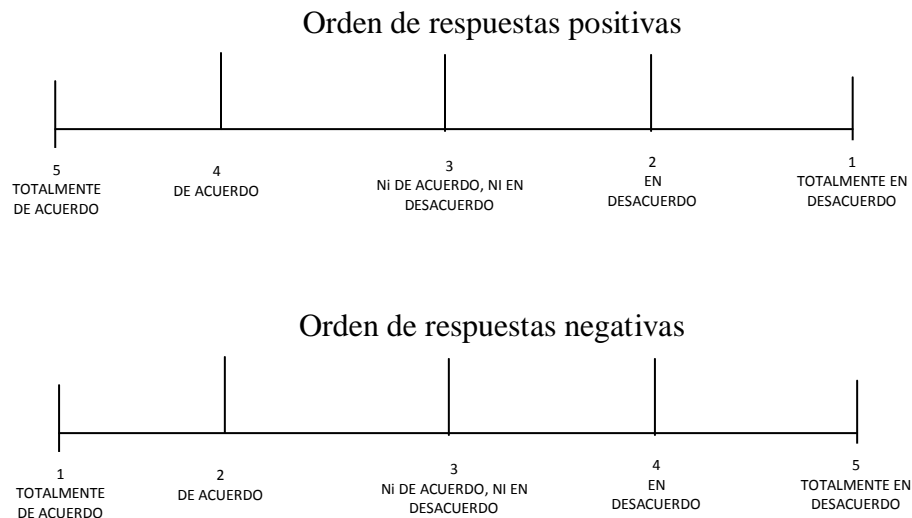 Orden de respuestas positivas
5
TOTALMENTE
DE ACUERDO
4
DE ACUERDO
3
Ni DE ACUERDO, NI EN
DESACUERDO
2
EN
DESACUERDO
1
TOTALMENTE EN
DESACUERDO
Orden de respuestas negativas
1
TOTALMENTE
DE ACUERDO
2
DE ACUERDO
3
Ni DE ACUERDO, NI EN
DESACUERDO
4
EN
DESACUERDO
5
TOTALMENTE EN
DESACUERDO